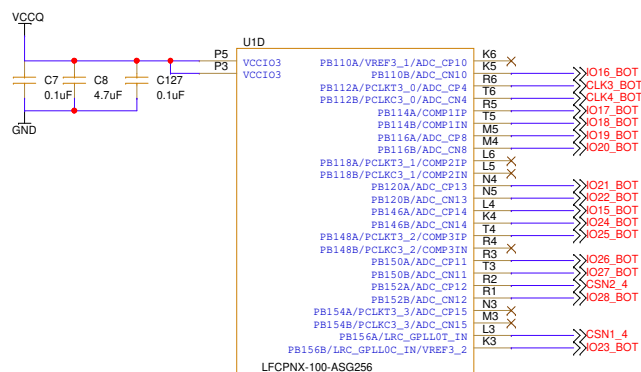 VCCQ
U1D
P5 VCCIO3
P3 VCCIO3
C7 0.1uF
C8 4.7uF
C127 0.1uF
GND
PB110A/VREF3_1/ADC_CP10 K6
PB110B/ADC_CN10 K5 IO16_BOT
PB112A/PCLKT3_0/ADC_CP4 R6 CLK3_BOT
PB112B/PCLKC3_0/ADC_CN4 T6 CLK4_BOT
PB114A/COMP1IP R5 IO17_BOT
PB114B/COMP1IN T5 IO18_BOT
PB116A/ADC_CP8 M5 IO19_BOT
PB116B/ADC_CN8 M4 IO20_BOT
PB118A/PCLKT3_1/COMP2IP L6
PB118B/PCLKC3_1/COMP2IN L5
PB120A/ADC_CP13 N4 IO21_BOT
PB120B/ADC_CN13 N5 IO22_BOT
PB146A/ADC_CP14 L4 IO15_BOT
PB146B/ADC_CN14 K4 IO24_BOT
PB148A/PCLKT3_2/COMP3IP T4 IO25_BOT
PB148B/PCLKC3_2/COMP3IN R4
PB150A/ADC_CP11 R3 IO26_BOT
PB150B/ADC_CN11 T3 IO27_BOT
PB152A/ADC_CP12 R2 CSN2_4
PB152B/ADC_CN12 R1 IO28_BOT
PB154A/PCLKT3_3/ADC_CP15 N3
PB154B/PCLKC3_3/ADC_CN15 M3
PB156A/LRC_GPLL0T_IN L3 CSN1_4
PB156B/LRC_GPLL0C_IN/VREF3_2 K3 IO23_BOT
LFCPNX-100-ASG256